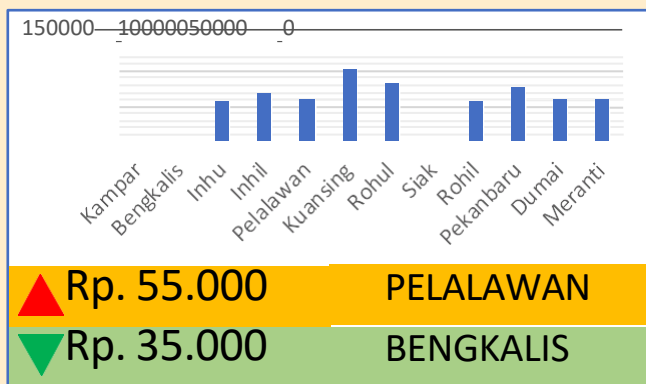 150000 10000050000 0
Kampar
Bengkalis
Inhu
Inhil
Pelalawan
Kuansing
Rohul
Siak
Rohil
Pekanbaru
Dumai
Meranti
Rp. 55.000 PELALAWAN
Rp. 35.000 BENGKALIS